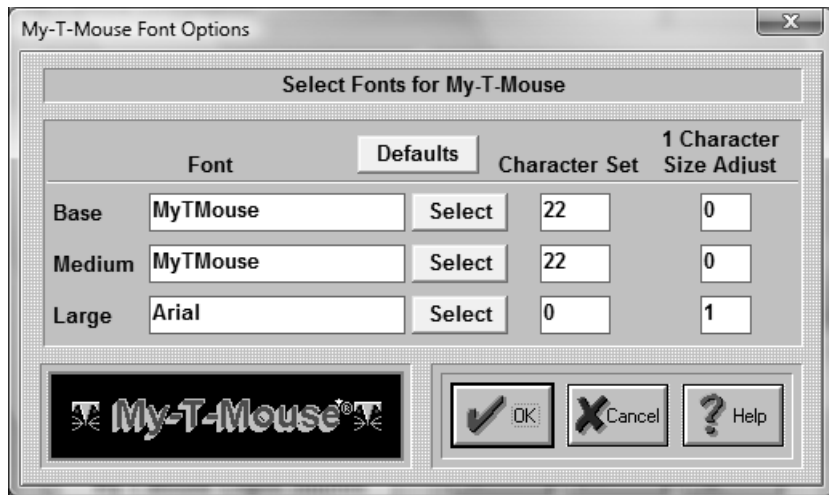 My-T-Mouse Font Options
X
Select Fonts for My-T-Mouse
Font Defaults Character Set 1 Character Size Adjust
Base MyTMouse Select 22 0
Medium MyTMouse Select 22 0
Large Arial Select 0 1
My-T-Mouse® OK Cancel Help